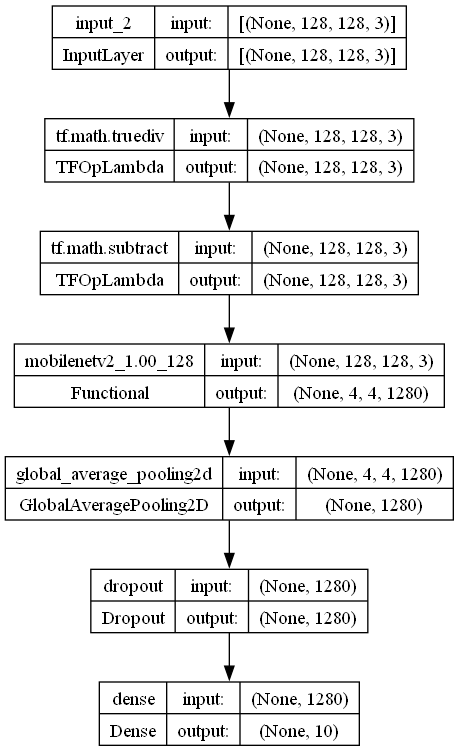 input_2 input: [(None, 128, 128, 3)]
InputLayer output: [(None, 128, 128, 3)]
tf.math.truediv input: (None, 128, 128, 3)
TFOpLambda output: (None, 128, 128, 3)
tf.math.subtract input: (None, 128, 128, 3)
TFOpLambda output: (None, 128, 128, 3)
mobilenetv2_1.00_128 input: (None, 128, 128, 3)
Functional output: (None, 4, 4, 1280)
global_average_pooling2d input: (None, 4, 4, 1280)
GlobalAveragePooling2D output: (None, 1280)
dropout input: (None, 1280)
Dropout output: (None, 1280)
dense input: (None, 1280)
Dense output: (None, 10)